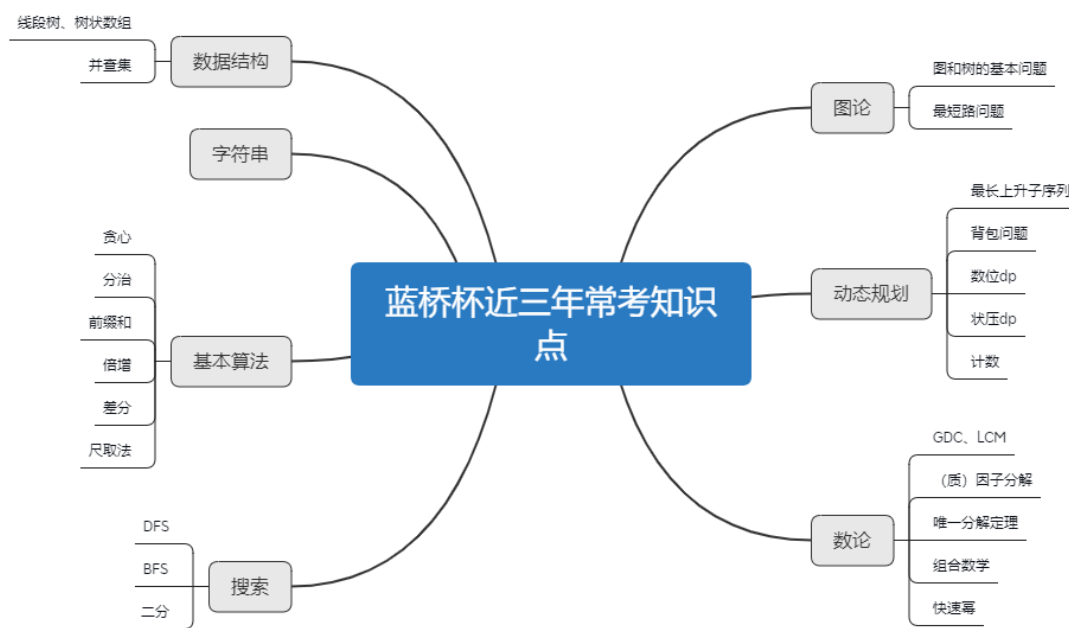 线段树、树状数组
并查集
数据结构
字符串
贪心
分治
前缀和
倍增
差分
尺取法
基本算法
DFS
BFS
二分
搜索
蓝桥杯近三年常考知识
点
图论
图和树的基本问题
最短路问题
动态规划
最长上升子序列
背包问题
数位dp
状压dp
计数
数论
GDC、LCM
（质）因子分解
唯一分解定理
组合数学
快速幂